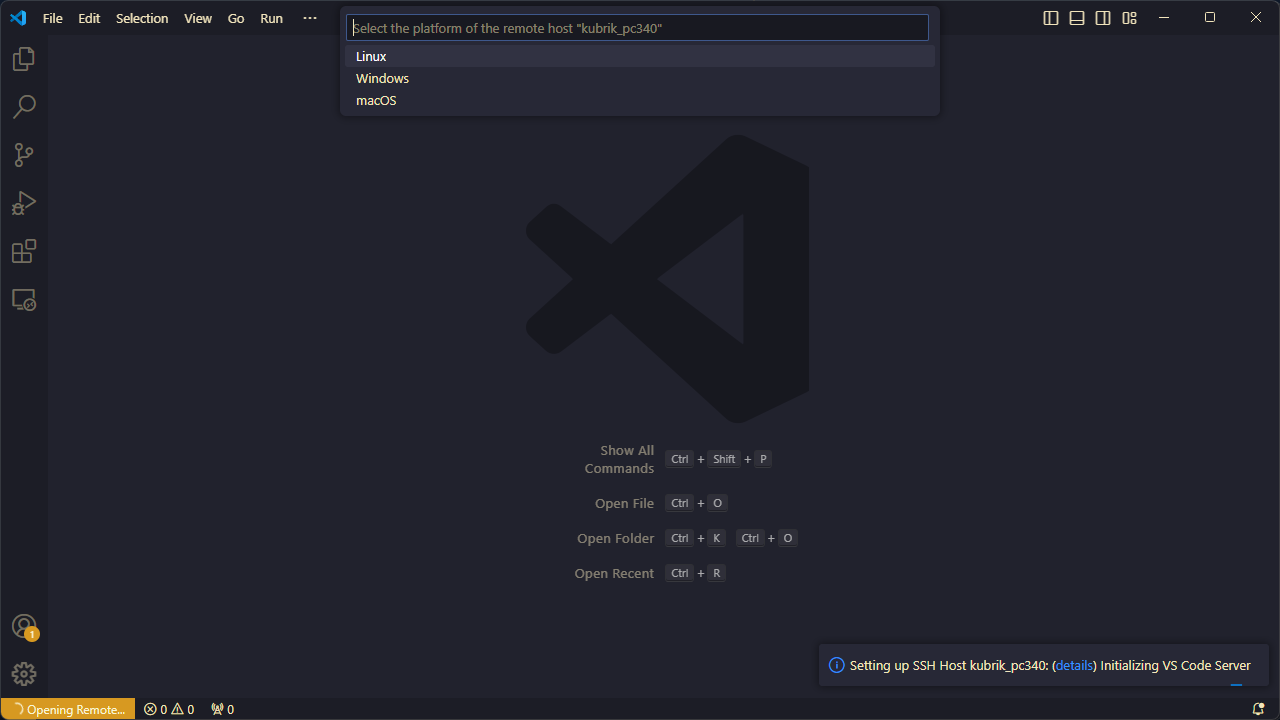 File Edit Selection View Go Run ···
Select the platform of the remote host "kubrik_pc340"
Linux
Windows
macOS
Show All
Commands
Ctrl + Shift + P
Open File Ctrl + O
Open Folder Ctrl + K Ctrl + O
Open Recent Ctrl + R
1
Setting up SSH Host kubrik_pc340: (details) Initializing VS Code Server
Opening Remote... 0 0 0